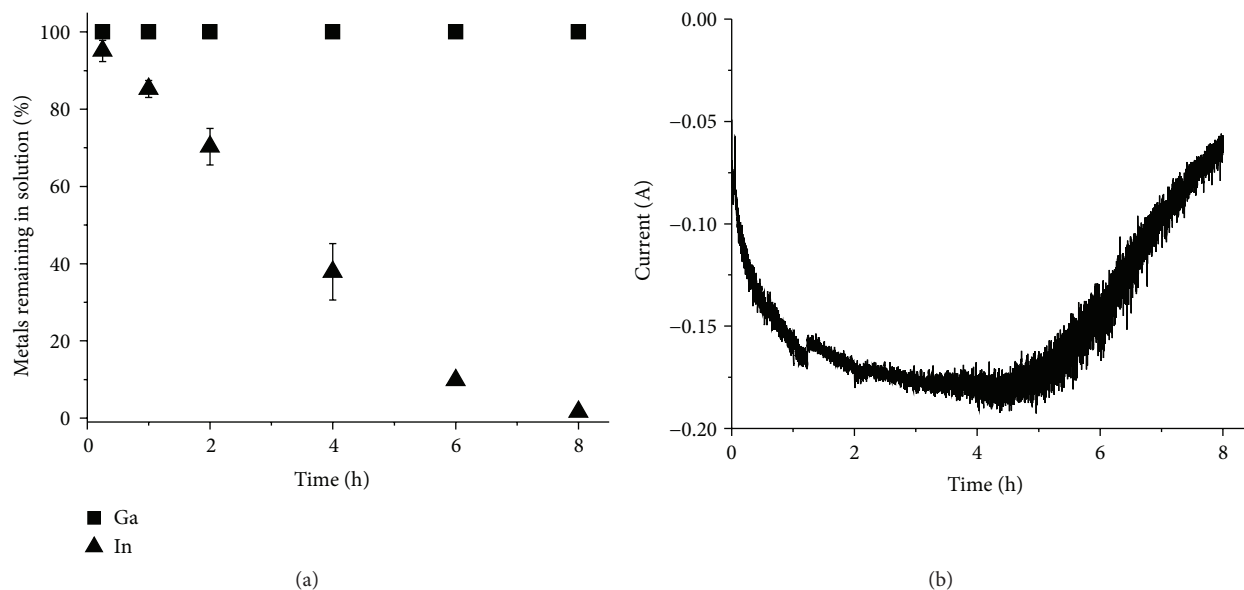 Metals remaining in solution (%)
100
80
60
40
20
0
0
2
4
6
8
Time (h)
Ga
In
(a)
Current (A)
0.00
−0.05
−0.10
−0.15
−0.20
0
2
4
6
8
Time (h)
(b)